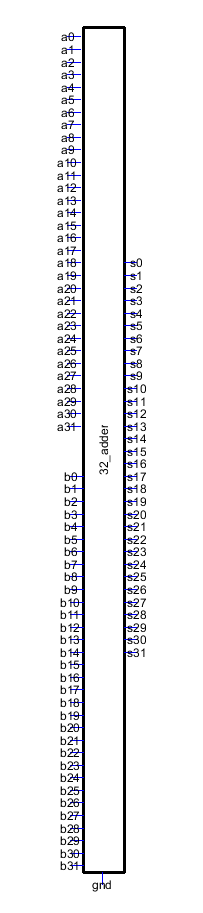 a0
a1
a2
a3
a4
a5
a6
a7
a8
a9
a10
a11
a12
a13
a14
a15
a16
a17
a18
a19
a20
a21
a22
a23
a24
a25
a26
a27
a28
a29
a30
a31
b0
b1
b2
b3
b4
b5
b6
b7
b8
b9
b10
b11
b12
b13
b14
b15
b16
b17
b18
b19
b20
b21
b22
b23
b24
b25
b26
b27
b28
b29
b30
b31
32_adder
s0
s1
s2
s3
s4
s5
s6
s7
s8
s9
s10
s11
s12
s13
s14
s15
s16
s17
s18
s19
s20
s21
s22
s23
s24
s25
s26
s27
s28
s29
s30
s31
gnd